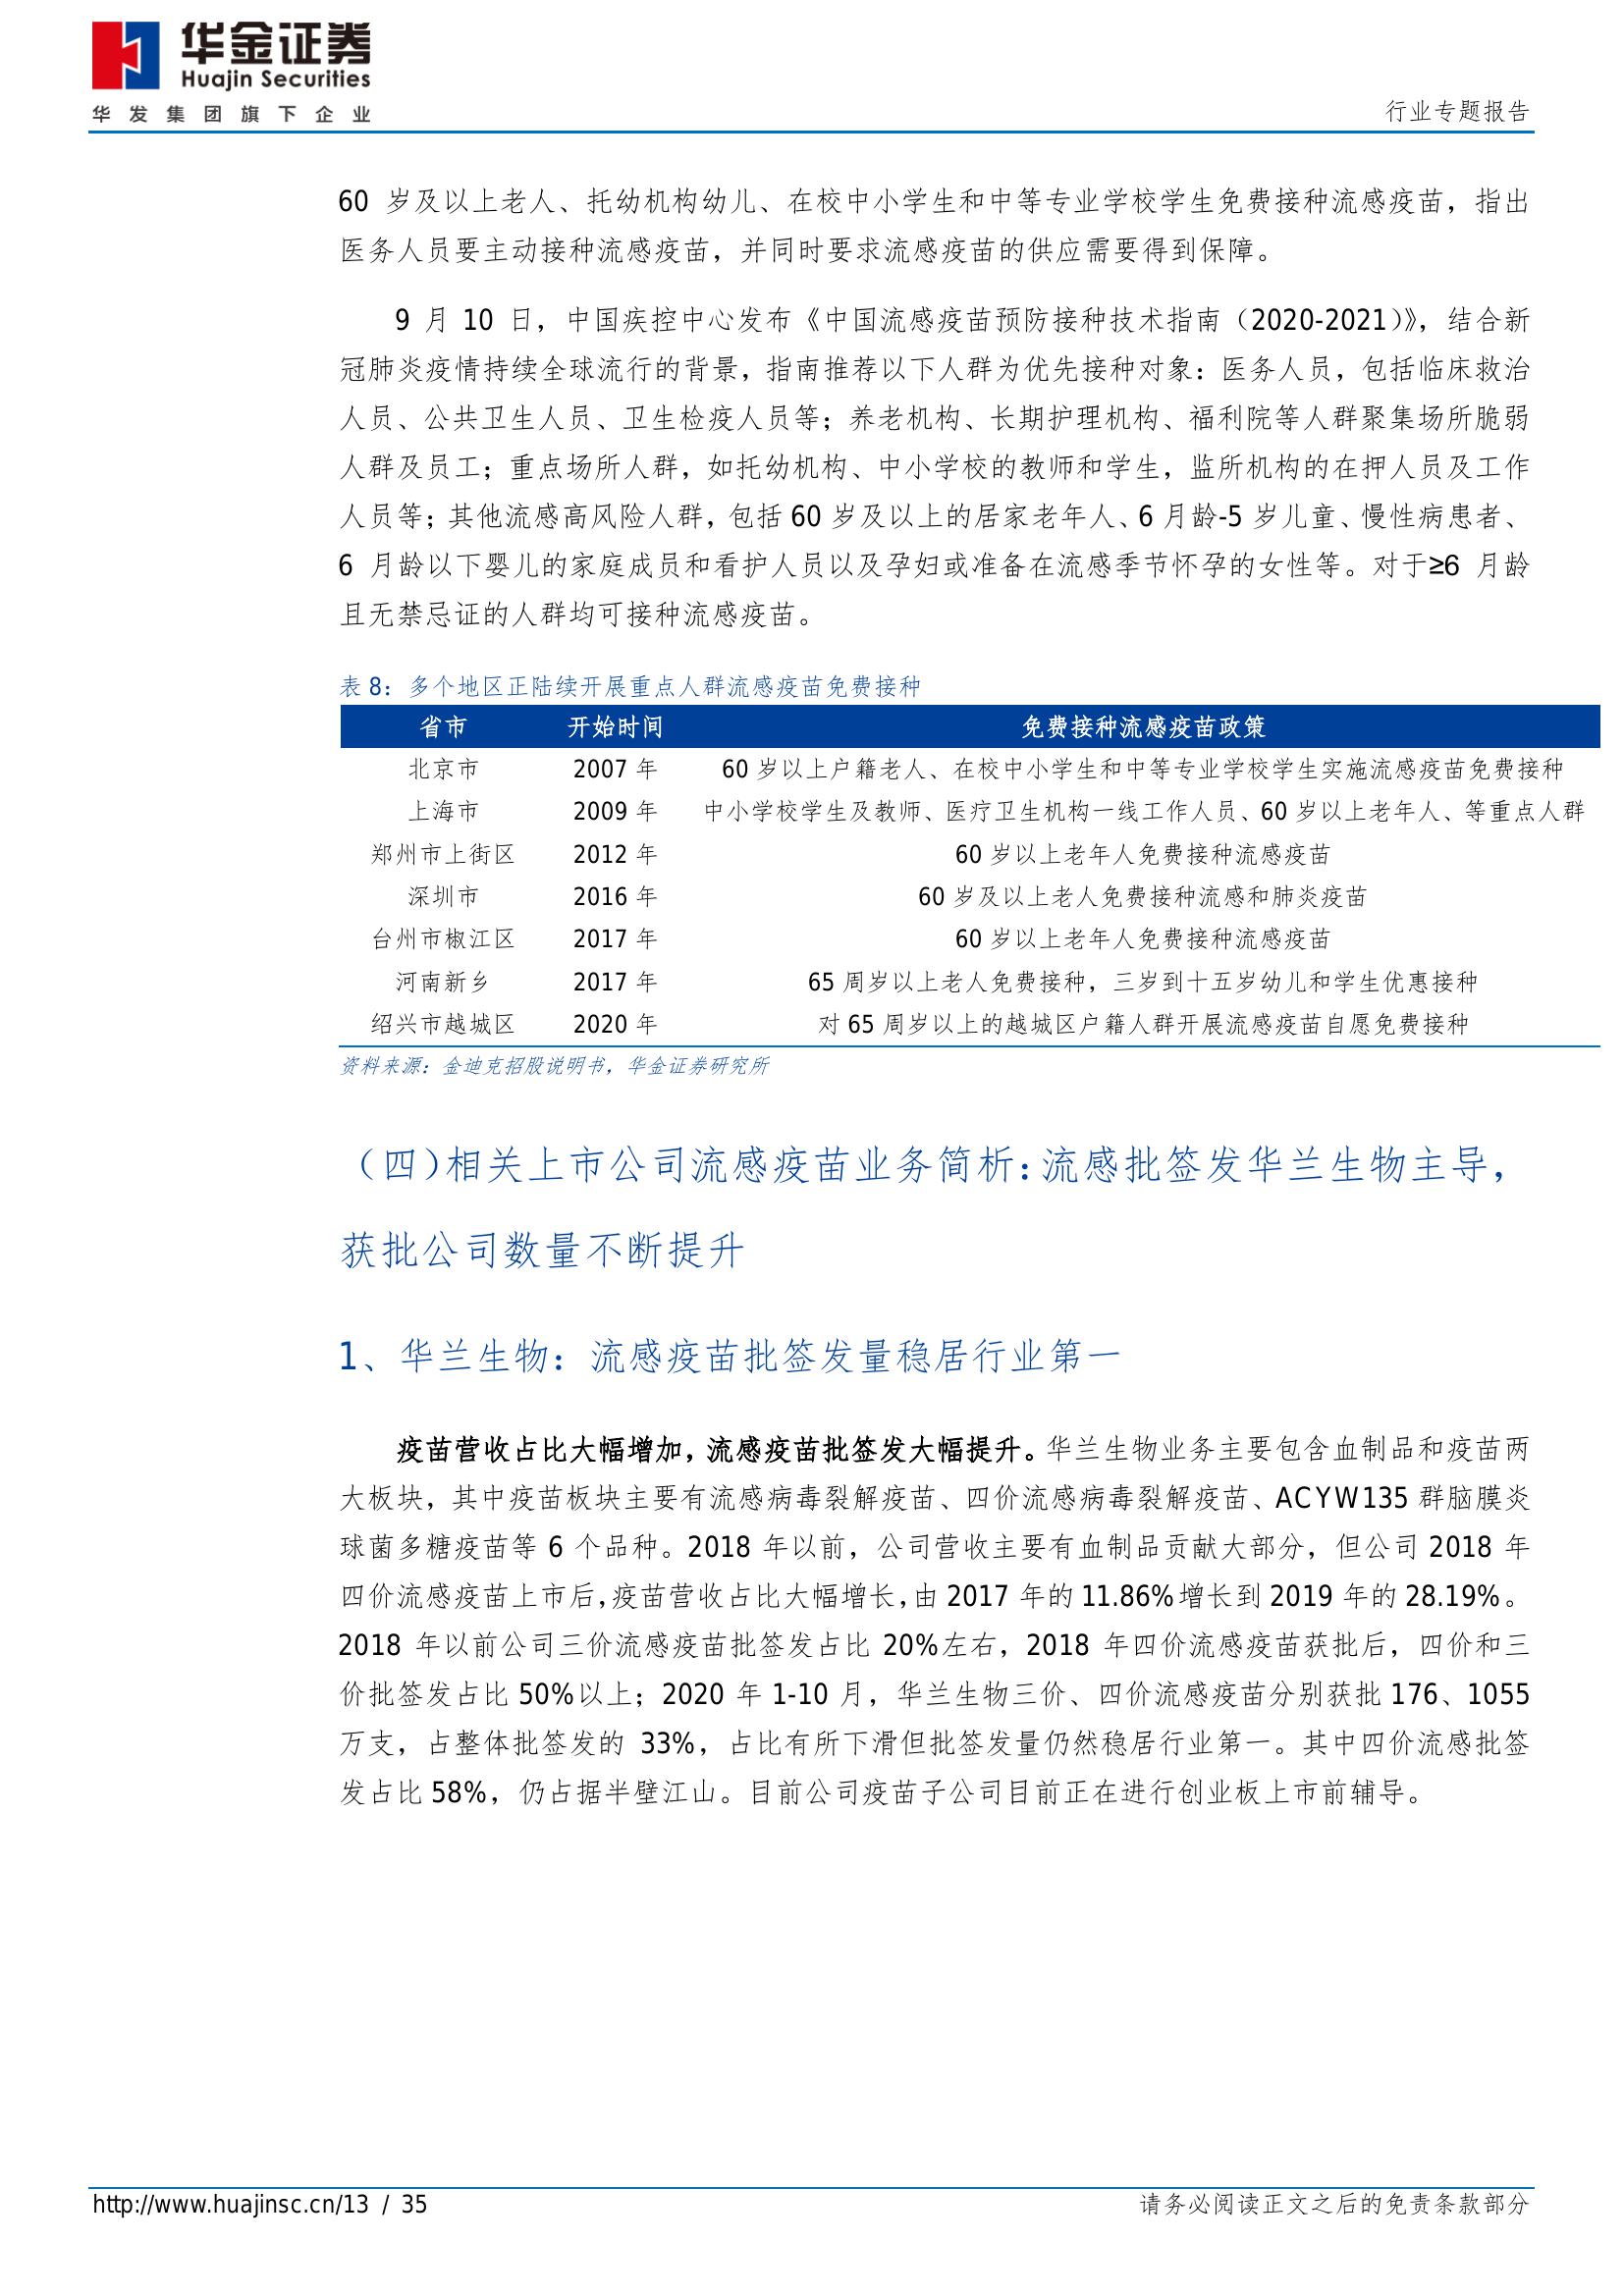 华金证券
Huajin Securities
华发集团旗下企业
行业专题报告
60 岁及以上老人、托幼机构幼儿、在校中小学生和中等专业学校学生免费接种流感疫苗，指出
医务人员要主动接种流感疫苗，并同时要求流感疫苗的供应需要得到保障。
9 月 10 日，中国疾控中心发布《中国流感疫苗预防接种技术指南（2020-2021）》，结合新
冠肺炎疫情持续全球流行的背景，指南推荐以下人群为优先接种对象：医务人员，包括临床救治
人员、公共卫生人员、卫生检疫人员等；养老机构、长期护理机构、福利院等人群聚集场所脆弱
人群及员工；重点场所人群，如托幼机构、中小学校的教师和学生，监所机构的在押人员及工作
人员等；其他流感高风险人群，包括 60 岁及以上的居家老年人、6 月龄-5 岁儿童、慢性病患者、
6 月龄以下婴儿的家庭成员和看护人员以及孕妇或准备在流感季节怀孕的女性等。对于≥6 月龄
且无禁忌证的人群均可接种流感疫苗。
表 8：多个地区正陆续开展重点人群流感疫苗免费接种
省市 开始时间 免费接种流感疫苗政策
北京市 2007 年 60 岁以上户籍老人、在校中小学生和中等专业学校学生实施流感疫苗免费接种
上海市 2009 年 中小学校学生及教师、医疗卫生机构一线工作人员、60 岁以上老年人、等重点人群
郑州市上街区 2012 年 60 岁以上老年人免费接种流感疫苗
深圳市 2016 年 60 岁及以上老人免费接种流感和肺炎疫苗
台州市椒江区 2017 年 60 岁以上老年人免费接种流感疫苗
河南新乡 2017 年 65 周岁以上老人免费接种，三岁到十五岁幼儿和学生优惠接种
绍兴市越城区 2020 年 对 65 周岁以上的越城区户籍人群开展流感疫苗自愿免费接种
资料来源：金迪克招股说明书，华金证券研究所
（四）相关上市公司流感疫苗业务简析：流感批签发华兰生物主导，
获批公司数量不断提升
1、华兰生物：流感疫苗批签发量稳居行业第一
疫苗营收占比大幅增加，流感疫苗批签发大幅提升。华兰生物业务主要包含血制品和疫苗两
大板块，其中疫苗板块主要有流感病毒裂解疫苗、四价流感病毒裂解疫苗、ACYW135 群脑膜炎
球菌多糖疫苗等 6 个品种。2018 年以前，公司营收主要有血制品贡献大部分，但公司 2018 年
四价流感疫苗上市后，疫苗营收占比大幅增长，由 2017 年的 11.86%增长到 2019 年的 28.19%。
2018 年以前公司三价流感疫苗批签发占比 20%左右，2018 年四价流感疫苗获批后，四价和三
价批签发占比 50%以上；2020 年 1-10 月，华兰生物三价、四价流感疫苗分别获批 176、1055
万支，占整体批签发的 33%，占比有所下滑但批签发量仍然稳居行业第一。其中四价流感批签
发占比 58%，仍占据半壁江山。目前公司疫苗子公司目前正在进行创业板上市前辅导。
http://www.huajinsc.cn/13 / 35
请务必阅读正文之后的免责条款部分